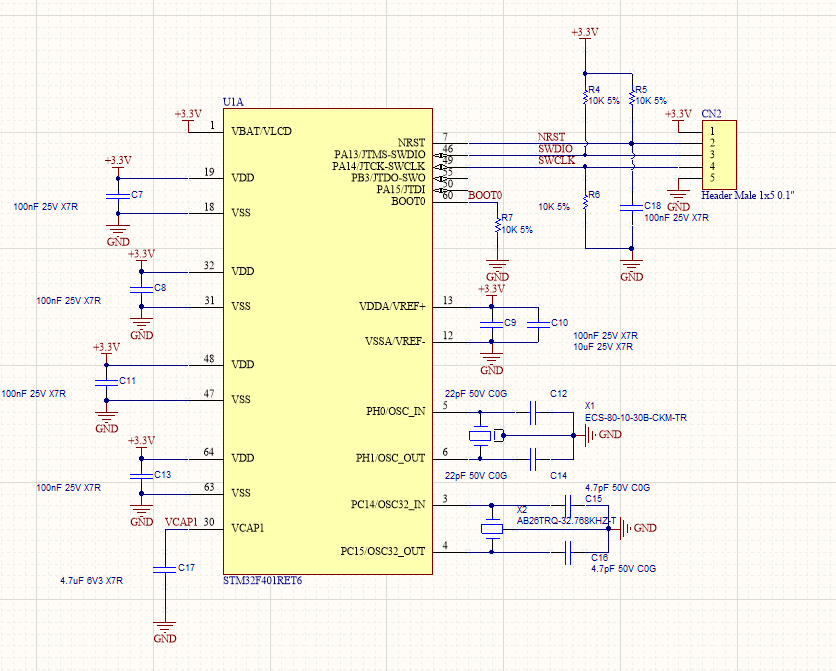 +3.3V
R4
10K 5%
R5
10K 5%
+3.3V
CN2
1
2
3
4
5
Header Male 1x5 0.1"
GND
C18
100nF 25V X7R
GND
R6
10K 5%
NRST
SWDIO
SWCLK
U1A
+3.3V
1
VBAT/VLCD
NRST
7
PA13/JTMS-SWDIO
46
PA14/JTCK-SWCLK
49
PB3/JTDO-SWO
55
PA15/JTDI
50
BOOT0
60
BOOT0
R7
10K 5%
GND
+3.3V
19
VDD
C7
100nF 25V X7R
18
VSS
GND
+3.3V
32
VDD
C8
100nF 25V X7R
31
VSS
GND
+3.3V
VDDA/VREF+
13
C9
C10
100nF 25V X7R
10uF 25V X7R
VSSA/VREF-
12
GND
+3.3V
48
VDD
C11
100nF 25V X7R
47
VSS
GND
22pF 50V C0G
C12
X1
ECS-80-10-30B-CKM-TR
PH0/OSC_IN
5
GND
PH1/OSC_OUT
6
22pF 50V C0G
C14
+3.3V
64
VDD
C13
100nF 25V X7R
63
VSS
GND
4.7pF 50V C0G
C15
PC14/OSC32_IN
3
X2
AB26TRQ-32.768KHZ-T
GND
PC15/OSC32_OUT
4
C16
4.7pF 50V C0G
VCAP1
30
VCAP1
C17
4.7uF 6V3 X7R
GND
STM32F401RET6